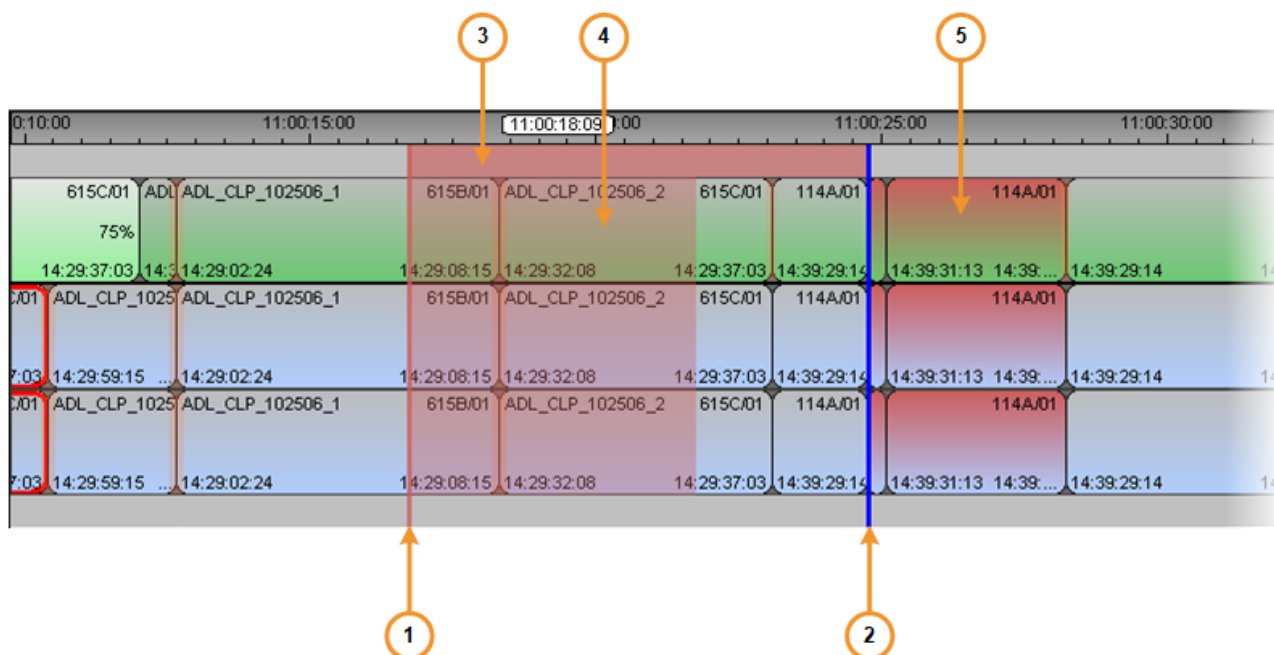 3 4 5
0:10:00 11:00:15:00 11:00:18:09 0:00 11:00:25:00 11:00:30:00
615C/01 ADL ADL_CLP_102506_1 615B/01 ADL_CLP_102506_2 615C/01 114A/01 114A/01
75%
14:29:37:03 14:3 14:29:02:24 14:29:08:15 14:29:32:08 14:29:37:03 14:39:29:14 14:39:31:13 14:39:... 14:39:29:14
C/01 ADL_CLP_1025 ADL_CLP_102506_1 615B/01 ADL_CLP_102506_2 615C/01 114A/01 114A/01
7:03 14:29:59:15 ... 14:29:02:24 14:29:08:15 14:29:32:08 14:29:37:03 14:39:29:14 14:39:31:13 14:39:... 14:39:29:14
C/01 ADL_CLP_1025 ADL_CLP_102506_1 615B/01 ADL_CLP_102506_2 615C/01 114A/01 114A/01
7:03 14:29:59:15 ... 14:29:02:24 14:29:08:15 14:29:32:08 14:29:37:03 14:39:29:14 14:39:31:13 14:39:... 14:39:29:14
1 2